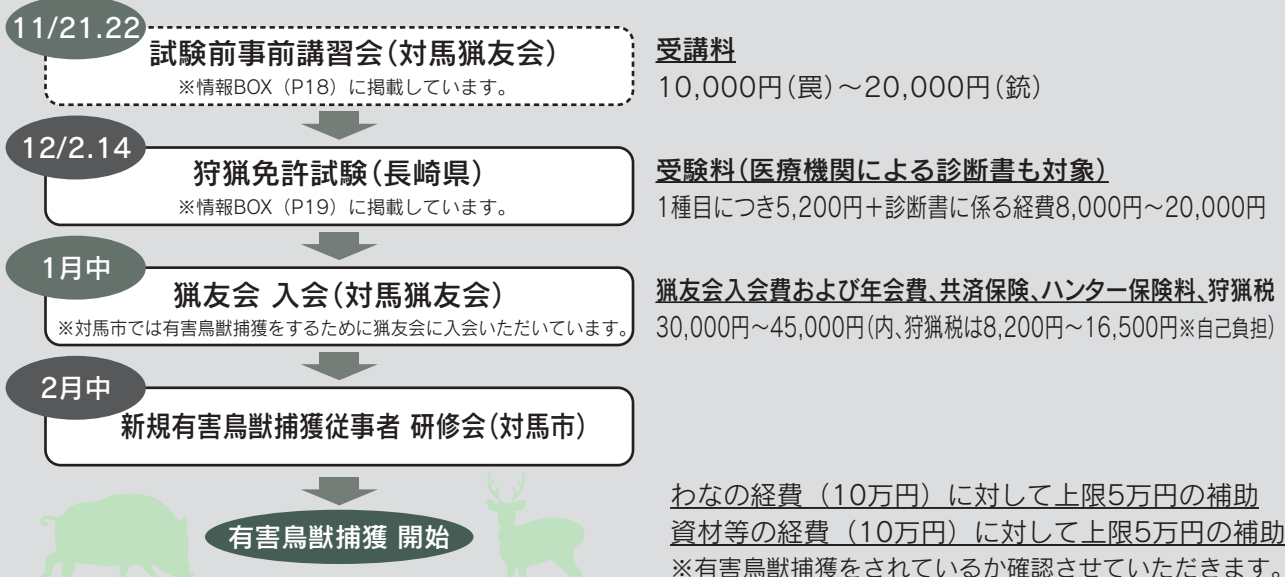 11/21.22
試験前事前講習会(対馬猟友会)
※情報BOX（P18）に掲載しています。
受講料
10,000円(罠)～20,000円(銃)
12/2.14
狩猟免許試験(長崎県)
※情報BOX（P19）に掲載しています。
受験料(医療機関による診断書も対象)
1種目につき5,200円＋診断書に係る経費8,000円～20,000円
1月中
猟友会 入会(対馬猟友会)
※対馬市では有害鳥獣捕獲をするために猟友会に入会いただいています。
猟友会入会費および年会費、共済保険、ハンター保険料、狩猟税
30,000円～45,000円(内、狩猟税は8,200円～16,500円※自己負担)
2月中
新規有害鳥獣捕獲従事者 研修会(対馬市)
有害鳥獣捕獲 開始
わなの経費（10万円）に対して上限5万円の補助
資材等の経費（10万円）に対して上限5万円の補助
※有害鳥獣捕獲をされているか確認させていただきます。